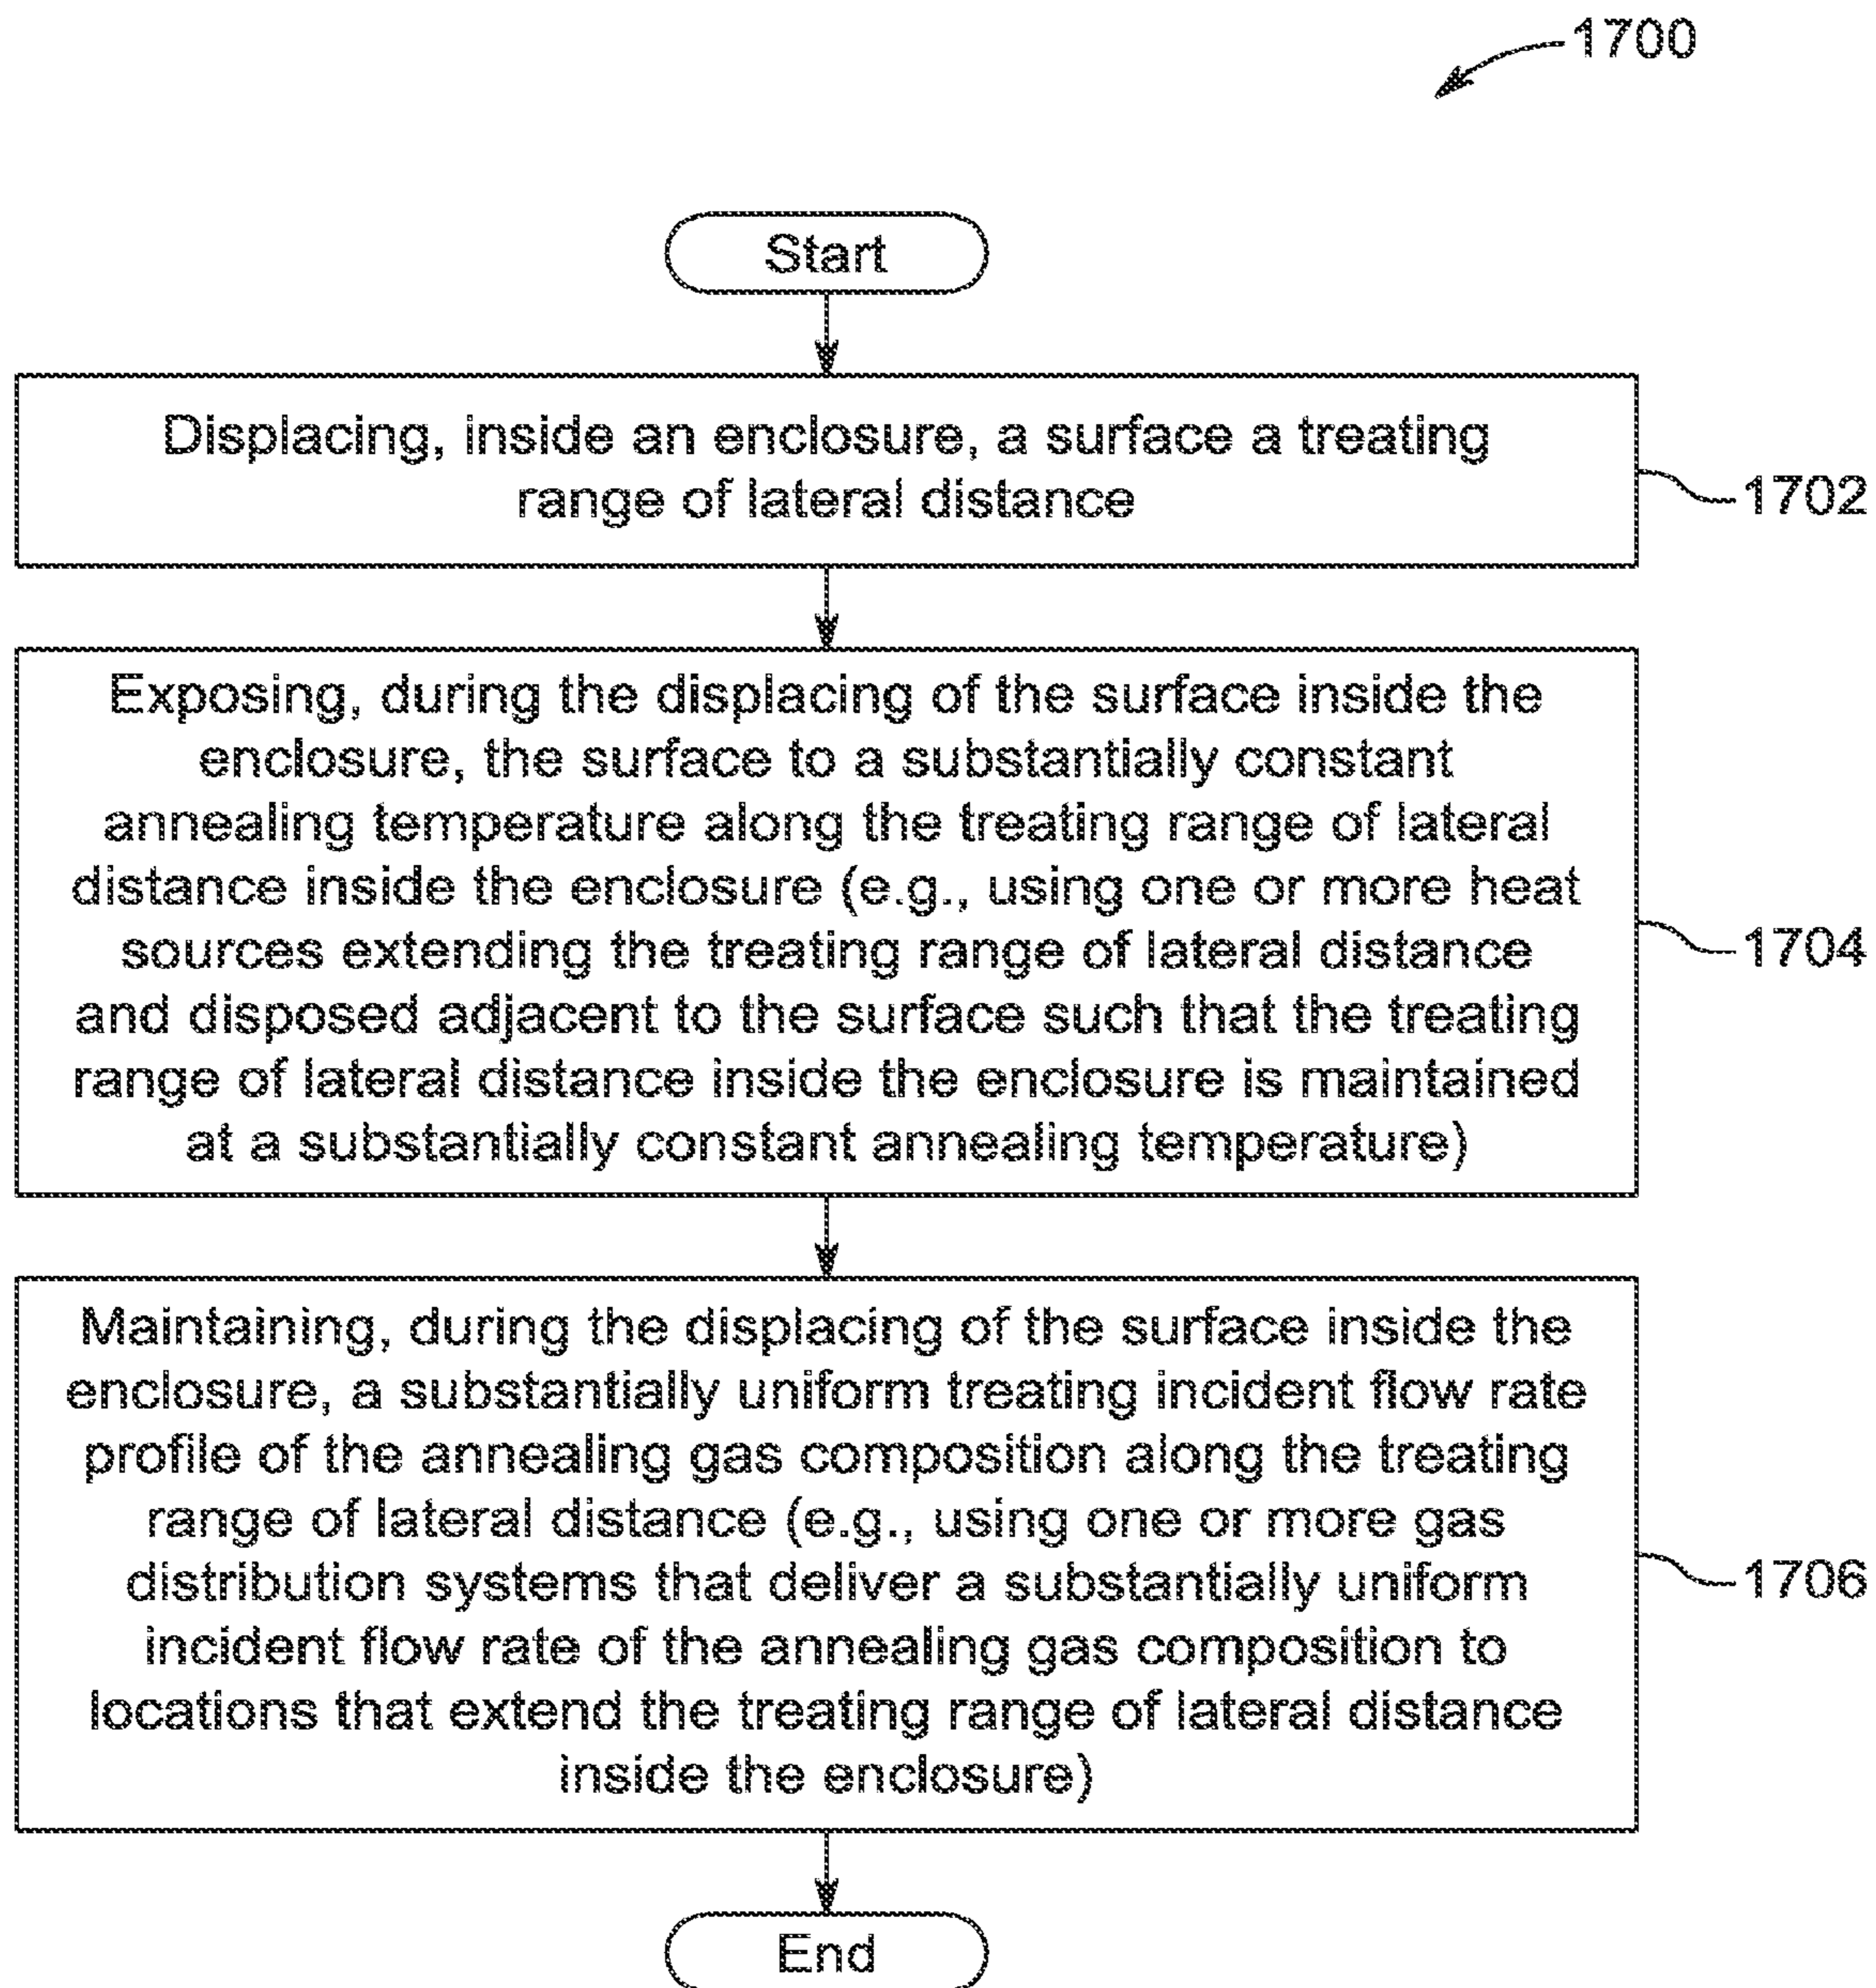 1700
Start
Displacing, inside an enclosure, a surface a treating
range of lateral distance
1702
Exposing, during the displacing of the surface inside the
enclosure, the surface to a substantially constant
annealing temperature along the treating range of lateral
distance inside the enclosure (e.g., using one or more heat
sources extending the treating range of lateral distance
and disposed adjacent to the surface such that the treating
range of lateral distance inside the enclosure is maintained
at a substantially constant annealing temperature)
1704
Maintaining, during the displacing of the surface inside the
enclosure, a substantially uniform treating incident flow rate
profile of the annealing gas composition along the treating
range of lateral distance (e.g., using one or more gas
distribution systems that deliver a substantially uniform
incident flow rate of the annealing gas composition to
locations that extend the treating range of lateral distance
inside the enclosure)
1706
End